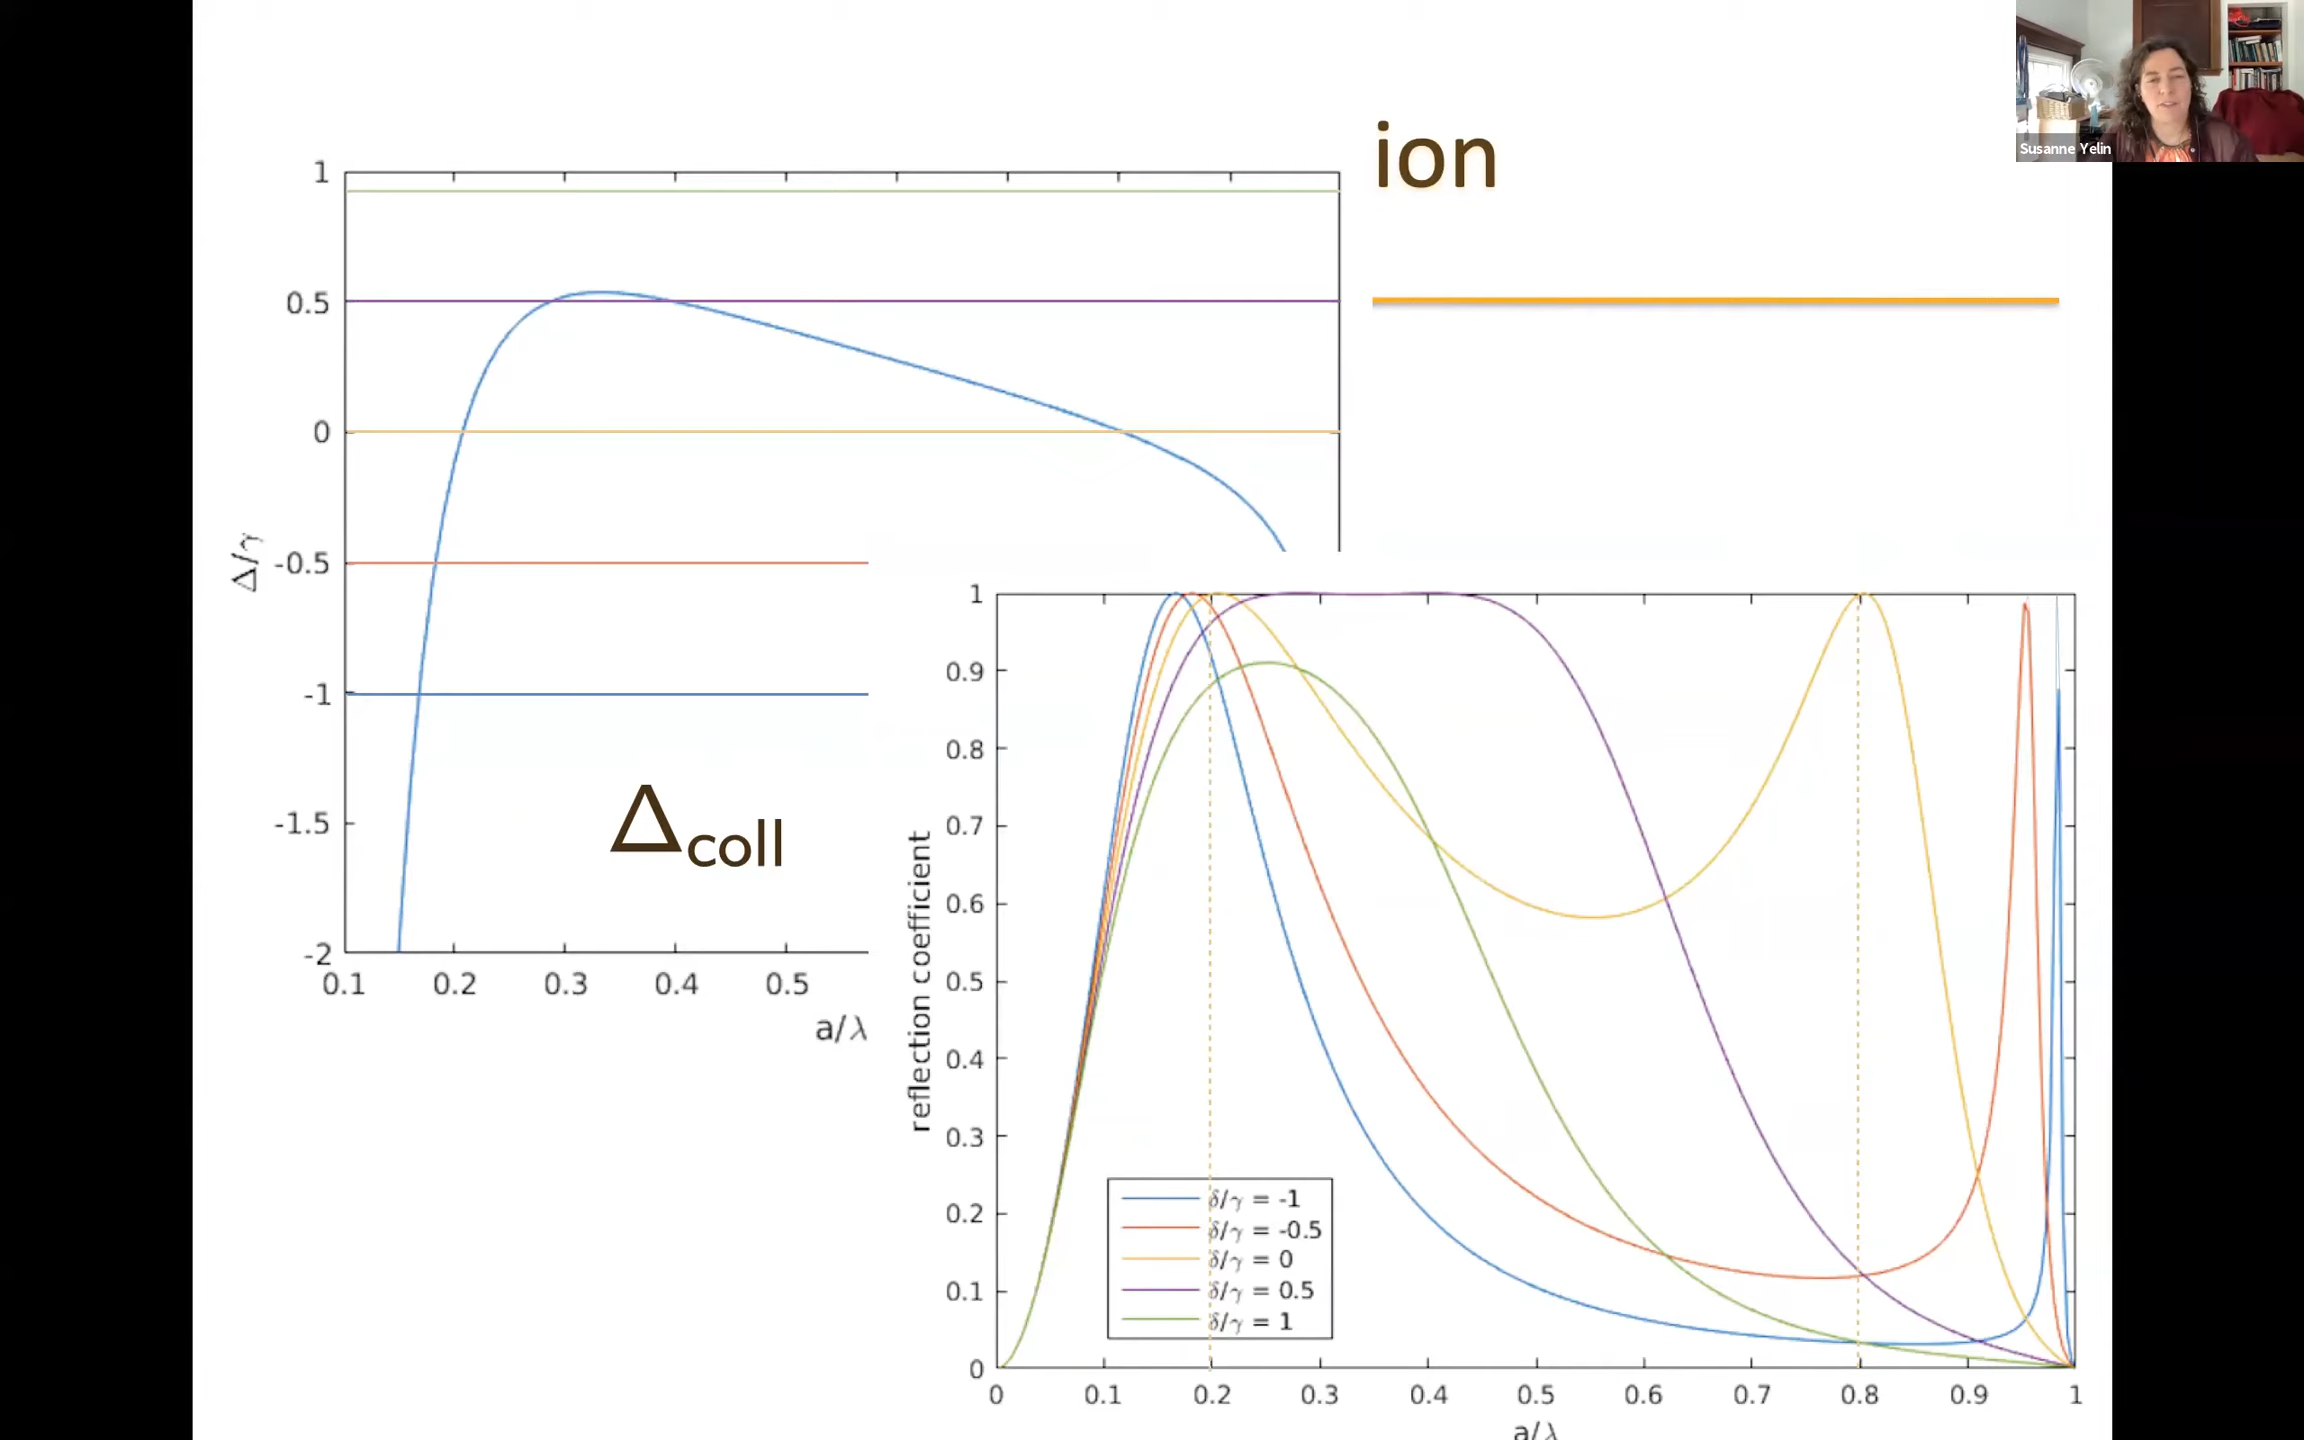 Susanne Yelin
ion
1
0.5
0
-0.5
-1
-1.5
-2
Δ/γ
0.1 0.2 0.3 0.4 0.5
a/λ
Δcoll
1
0.9
0.8
0.7
0.6
0.5
0.4
0.3
0.2
0.1
0
reflection coefficient
δ/γ = -1
δ/γ = -0.5
δ/γ = 0
δ/γ = 0.5
δ/γ = 1
0 0.1 0.2 0.3 0.4 0.5 0.6 0.7 0.8 0.9 1
a/λ